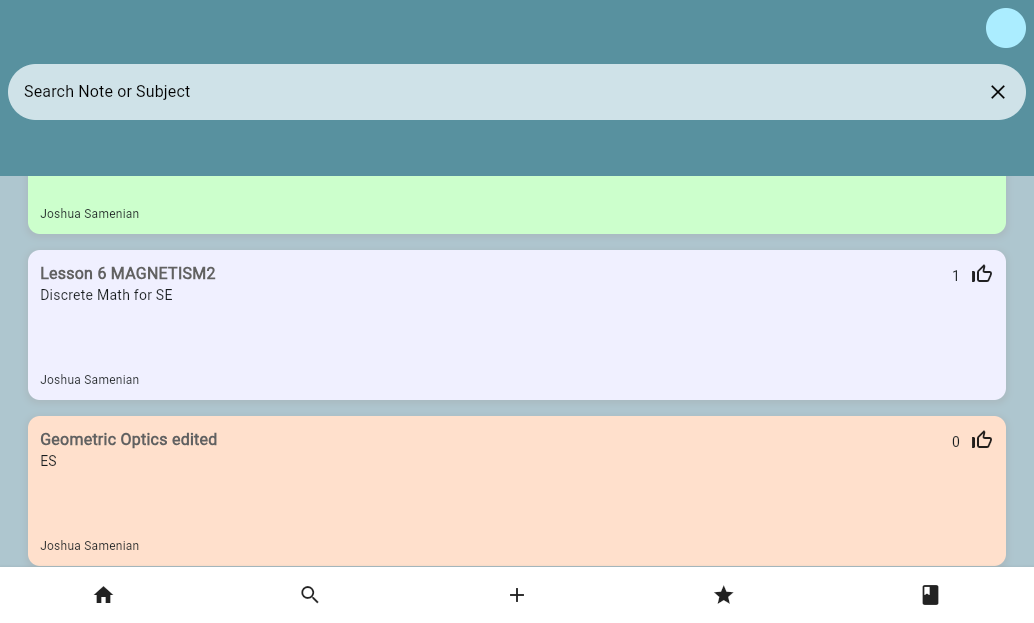 Search Note or Subject
Joshua Samenian
Lesson 6 MAGNETISM2
1
Discrete Math for SE
Joshua Samenian
Geometric Optics edited
0
ES
Joshua Samenian